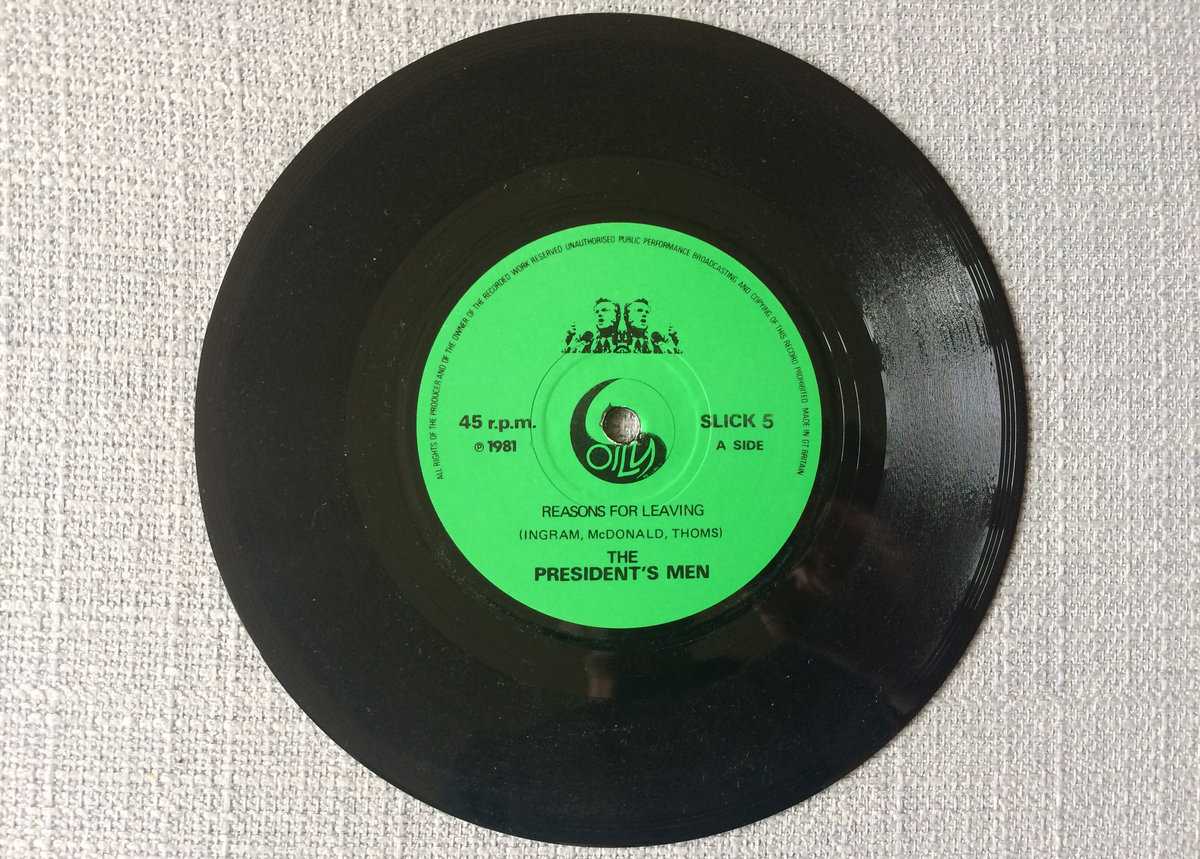 ALL RIGHTS OF THE PRODUCER AND OF THE OWNER OF THE RECORDED WORK RESERVED UNAUTHORISED PUBLIC PERFORMANCE BROADCASTING AND COPYING OF THIS RECORD PROHIBITED MADE IN GT BRITAIN
45 r.p.m.
℗ 1981
OILY
SLICK 5
A SIDE
REASONS FOR LEAVING
(INGRAM, McDONALD, THOMS)
THE
PRESIDENT'S MEN